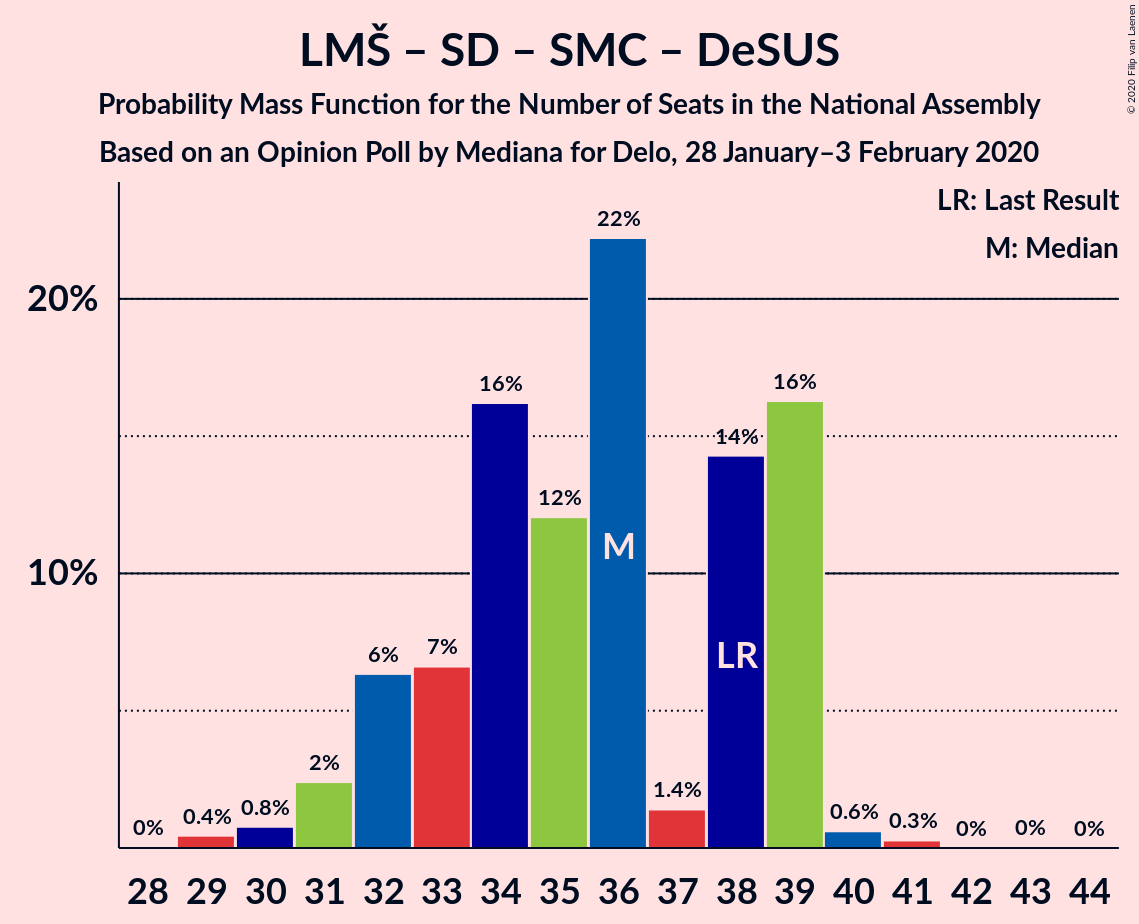 LMŠ – SD – SMC – DeSUS
Probability Mass Function for the Number of Seats in the National Assembly
Based on an Opinion Poll by Mediana for Delo, 28 January–3 February 2020
© 2020 Filip van Laenen
LR: Last Result
M: Median
20%
10%
0%
0.4%
0.8%
2%
6%
7%
16%
12%
22%
1.4%
14%
16%
0.6%
0.3%
0%
0%
0%
M
LR
28 29 30 31 32 33 34 35 36 37 38 39 40 41 42 43 44